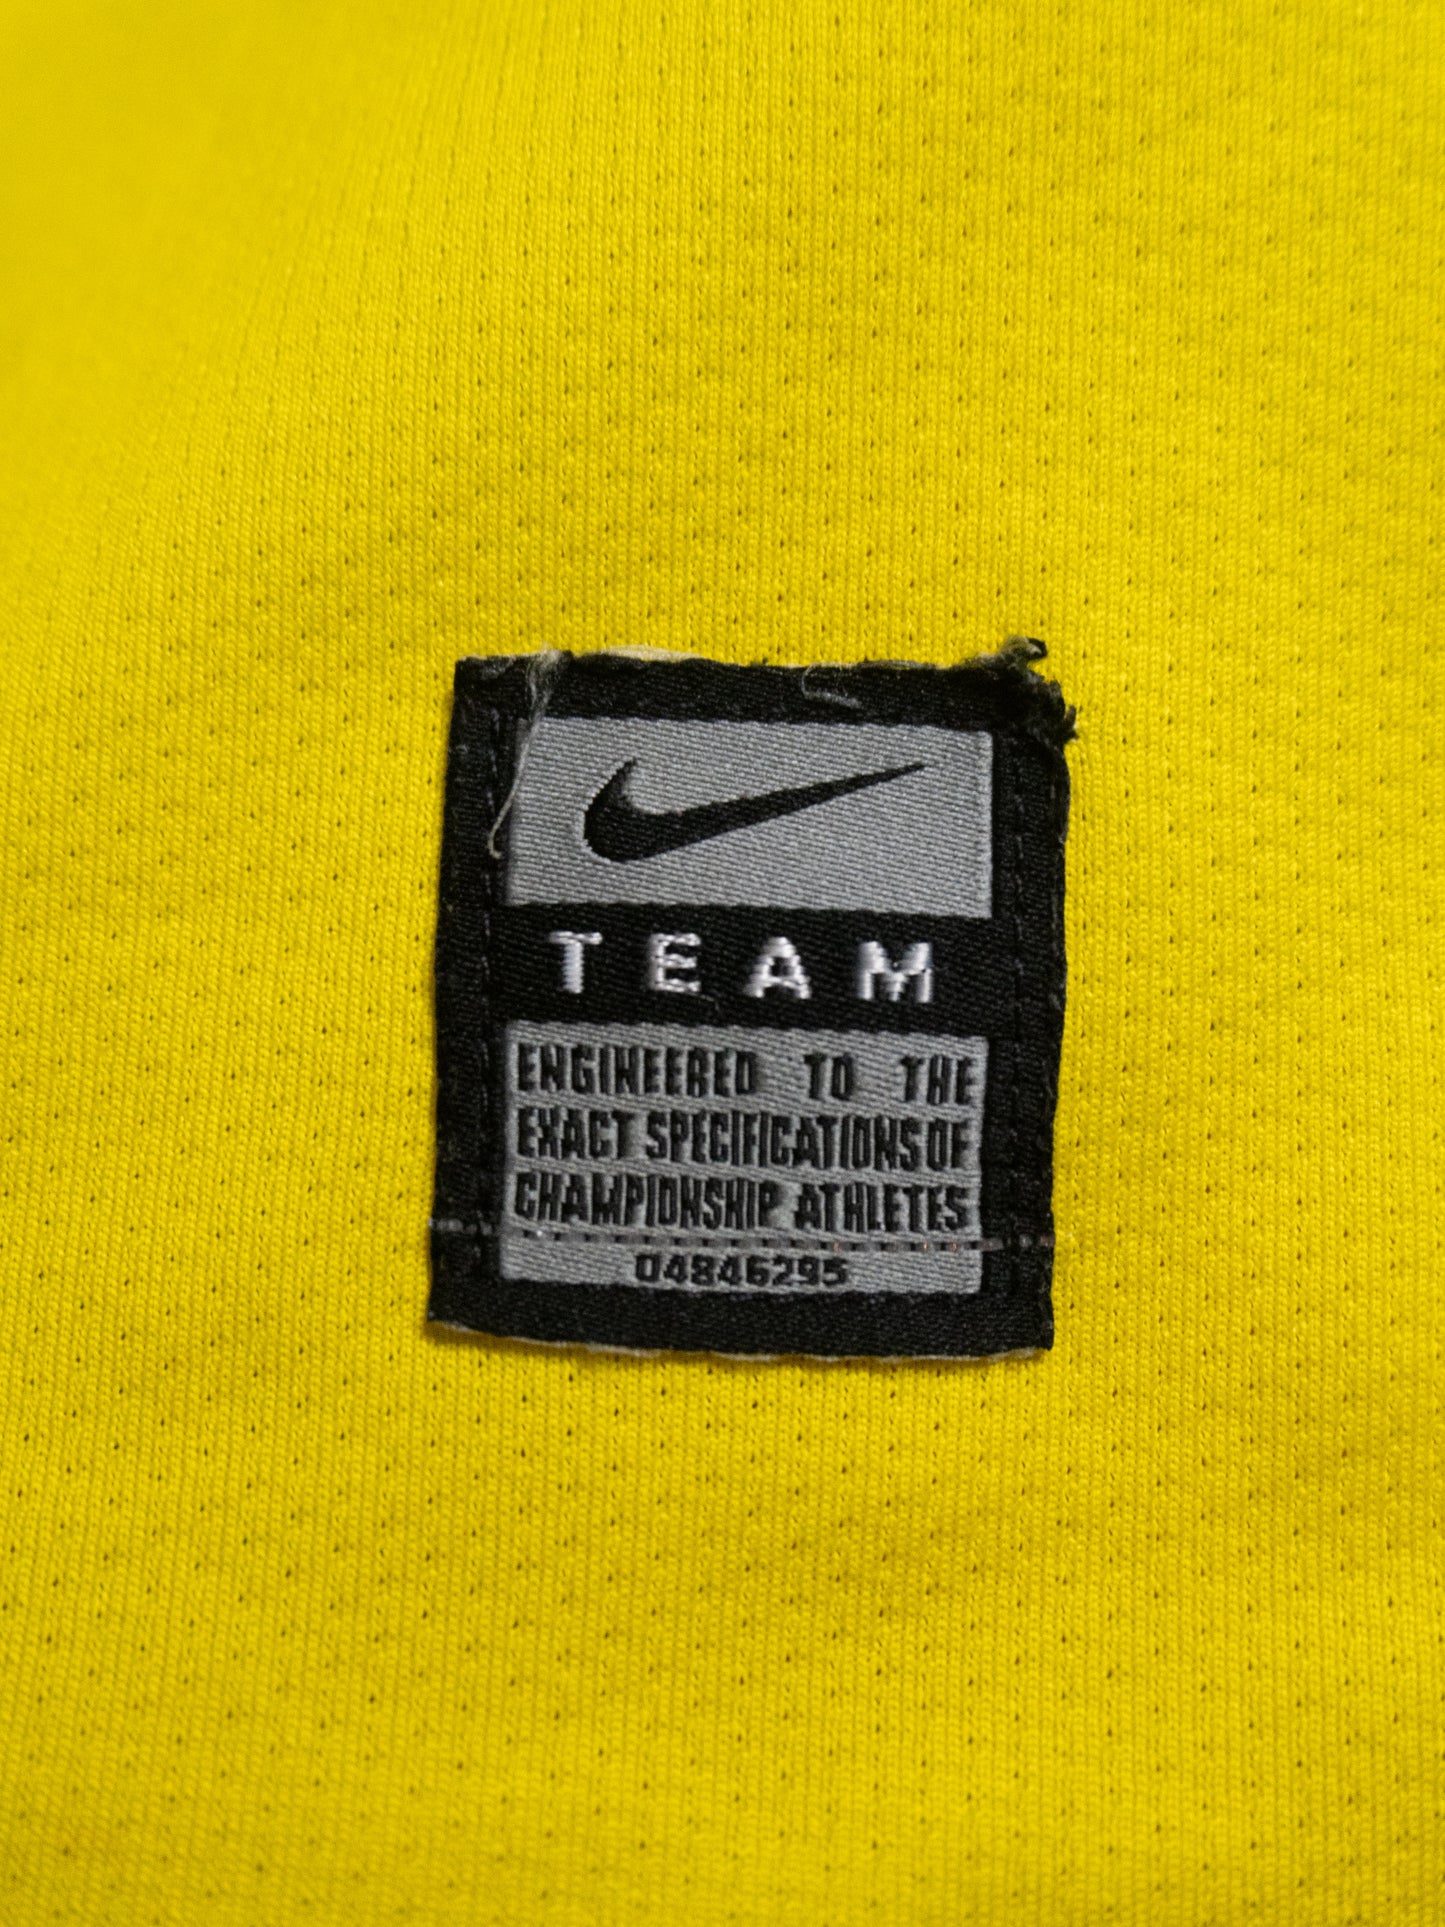 TEAM
ENGINEERED TO THE
EXACT SPECIFICATIONS OF
CHAMPIONSHIP ATHLETES
04846295